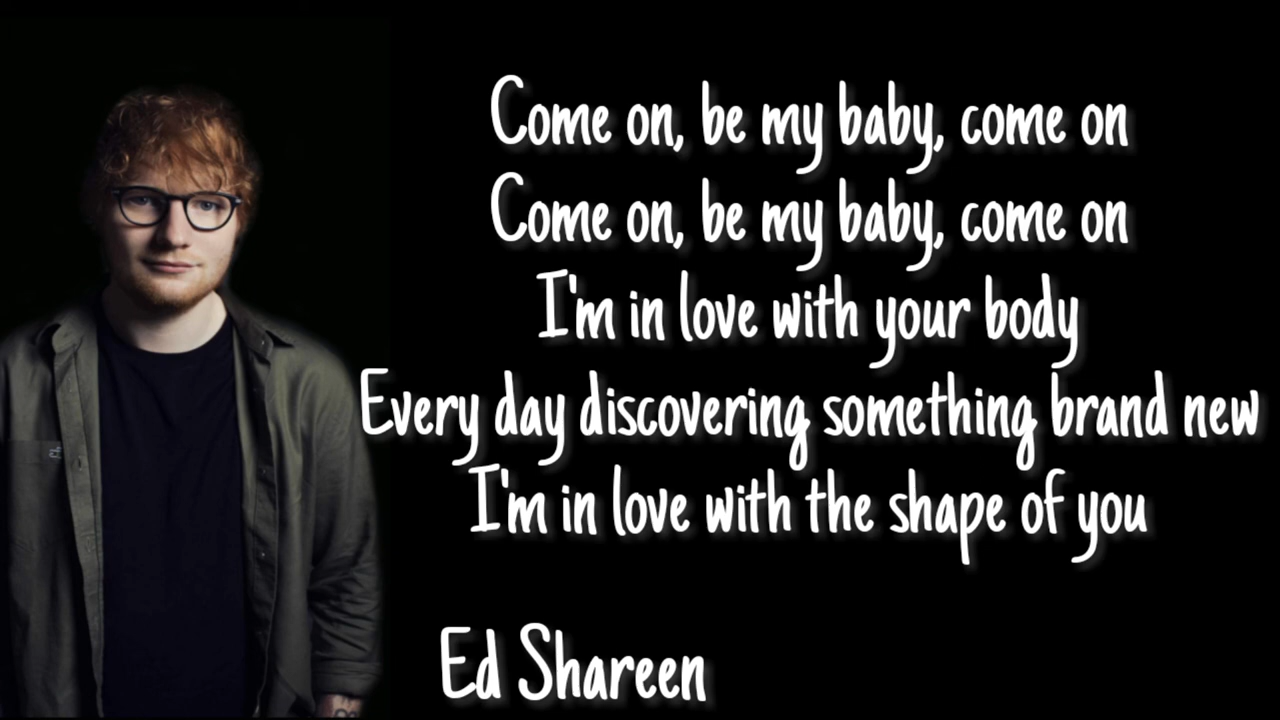 Come on, be my baby, come on
Come on, be my baby, come on
I'm in love with your body
Every day discovering something brand new
I'm in love with the shape of you
Ed Shareen